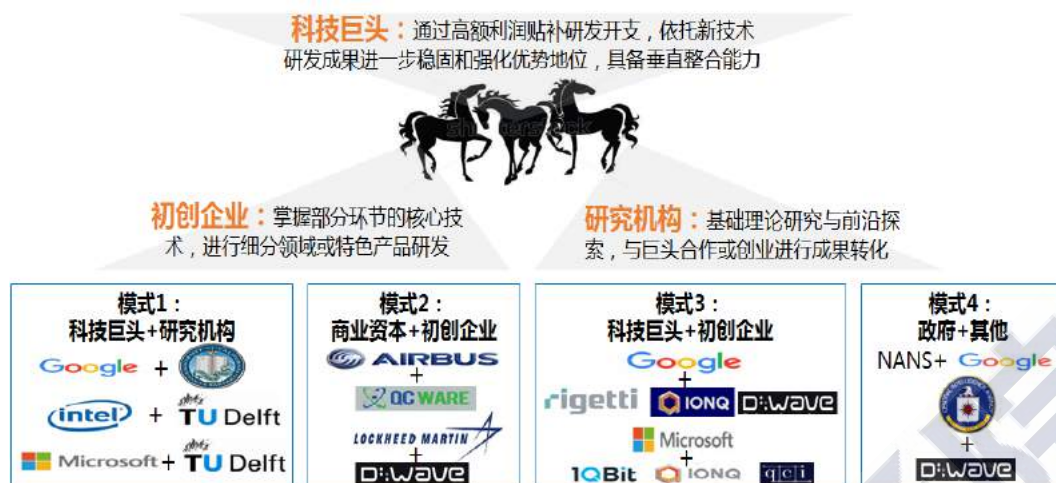 科技巨头：通过高额利润贴补研发开支，依托新技术
研发成果进一步稳固和强化优势地位，具备垂直整合能力
shutterstock
初创企业：掌握部分环节的核心技
术，进行细分领域或特色产品研发
研究机构：基础理论研究与前沿探
索，与巨头合作或创业进行成果转化
模式1：
科技巨头+研究机构
Google +
intel + TU Delft
Microsoft + TU Delft
模式2：
商业资本+初创企业
AIRBUS
+
QC WARE
LOCKHEED MARTIN
+
D:wave
模式3：
科技巨头+初创企业
Google
+
rigetti IONQ D:wave
Microsoft
+
1QBit IONQ qci
模式4：
政府+其他
NANS+ Google
+
D:wave